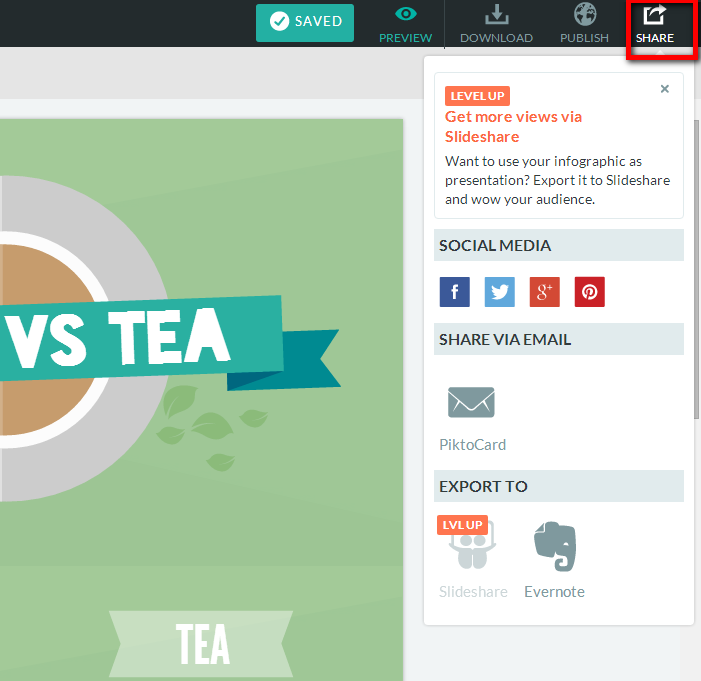 SAVED
PREVIEW
DOWNLOAD
PUBLISH
SHARE
LEVEL UP
Get more views via
Slideshare
Want to use your infographic as
presentation? Export it to Slideshare
and wow your audience.
SOCIAL MEDIA
f
g+
SHARE VIA EMAIL
PiktoCard
EXPORT TO
LVL UP
Slideshare
Evernote
VS TEA
TEA